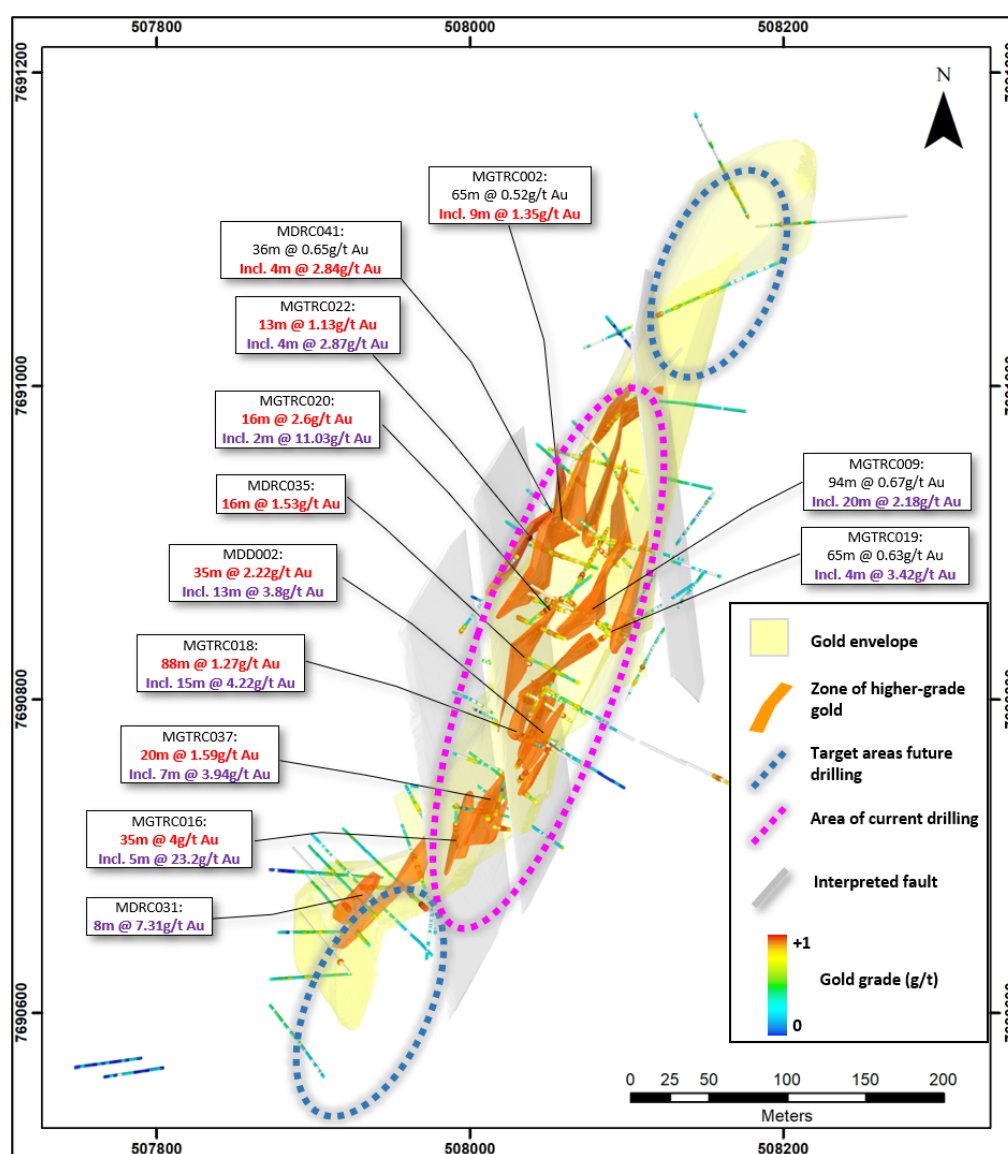 507800
508000
508200
7691200
N
MGTRC002:
65m @ 0.52g/t Au
Incl. 9m @ 1.35g/t Au
MDRC041:
36m @ 0.65g/t Au
Incl. 4m @ 2.84g/t Au
MGTRC022:
13m @ 1.13g/t Au
Incl. 4m @ 2.87g/t Au
7691000
MGTRC020:
16m @ 2.6g/t Au
Incl. 2m @ 11.03g/t Au
MDRC035:
16m @ 1.53g/t Au
MGTRC009:
94m @ 0.67g/t Au
Incl. 20m @ 2.18g/t Au
MGTRC019:
65m @ 0.63g/t Au
Incl. 4m @ 3.42g/t Au
MDD002:
35m @ 2.22g/t Au
Incl. 13m @ 3.8g/t Au
MGTRC018:
88m @ 1.27g/t Au
Incl. 15m @ 4.22g/t Au
7690800
MGTRC037:
20m @ 1.59g/t Au
Incl. 7m @ 3.94g/t Au
MGTRC016:
35m @ 4g/t Au
Incl. 5m @ 23.2g/t Au
MDRC031:
8m @ 7.31g/t Au
7690600
Gold envelope
Zone of higher-grade
gold
Target areas future
drilling
Area of current drilling
Interpreted fault
+1
Gold grade (g/t)
0
0 25 50 100 150 200
Meters
507800
508000
508200